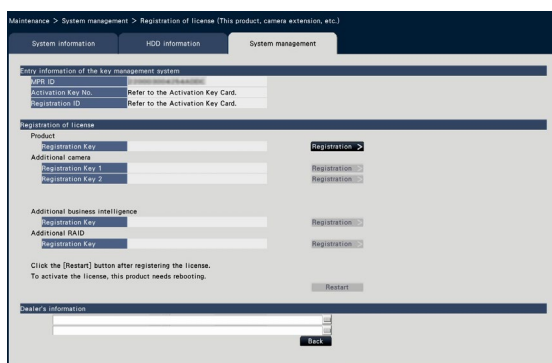 Maintenance > System management > Registration of license (This product, camera extension, etc.)
System information HDD information System management
Entry information of the key management system
MPR ID
Activation Key No. Refer to the Activation Key Card.
Registration ID Refer to the Activation Key Card.
Registration of license
Product
Registration Key Registration >
Additional camera
Registration Key 1 Registration >
Registration Key 2 Registration >
Additional business intelligence
Registration Key Registration >
Additional RAID
Registration Key Registration >
Click the [Restart] button after registering the license.
To activate the license, this product needs rebooting.
Restart
Dealer's information
Back